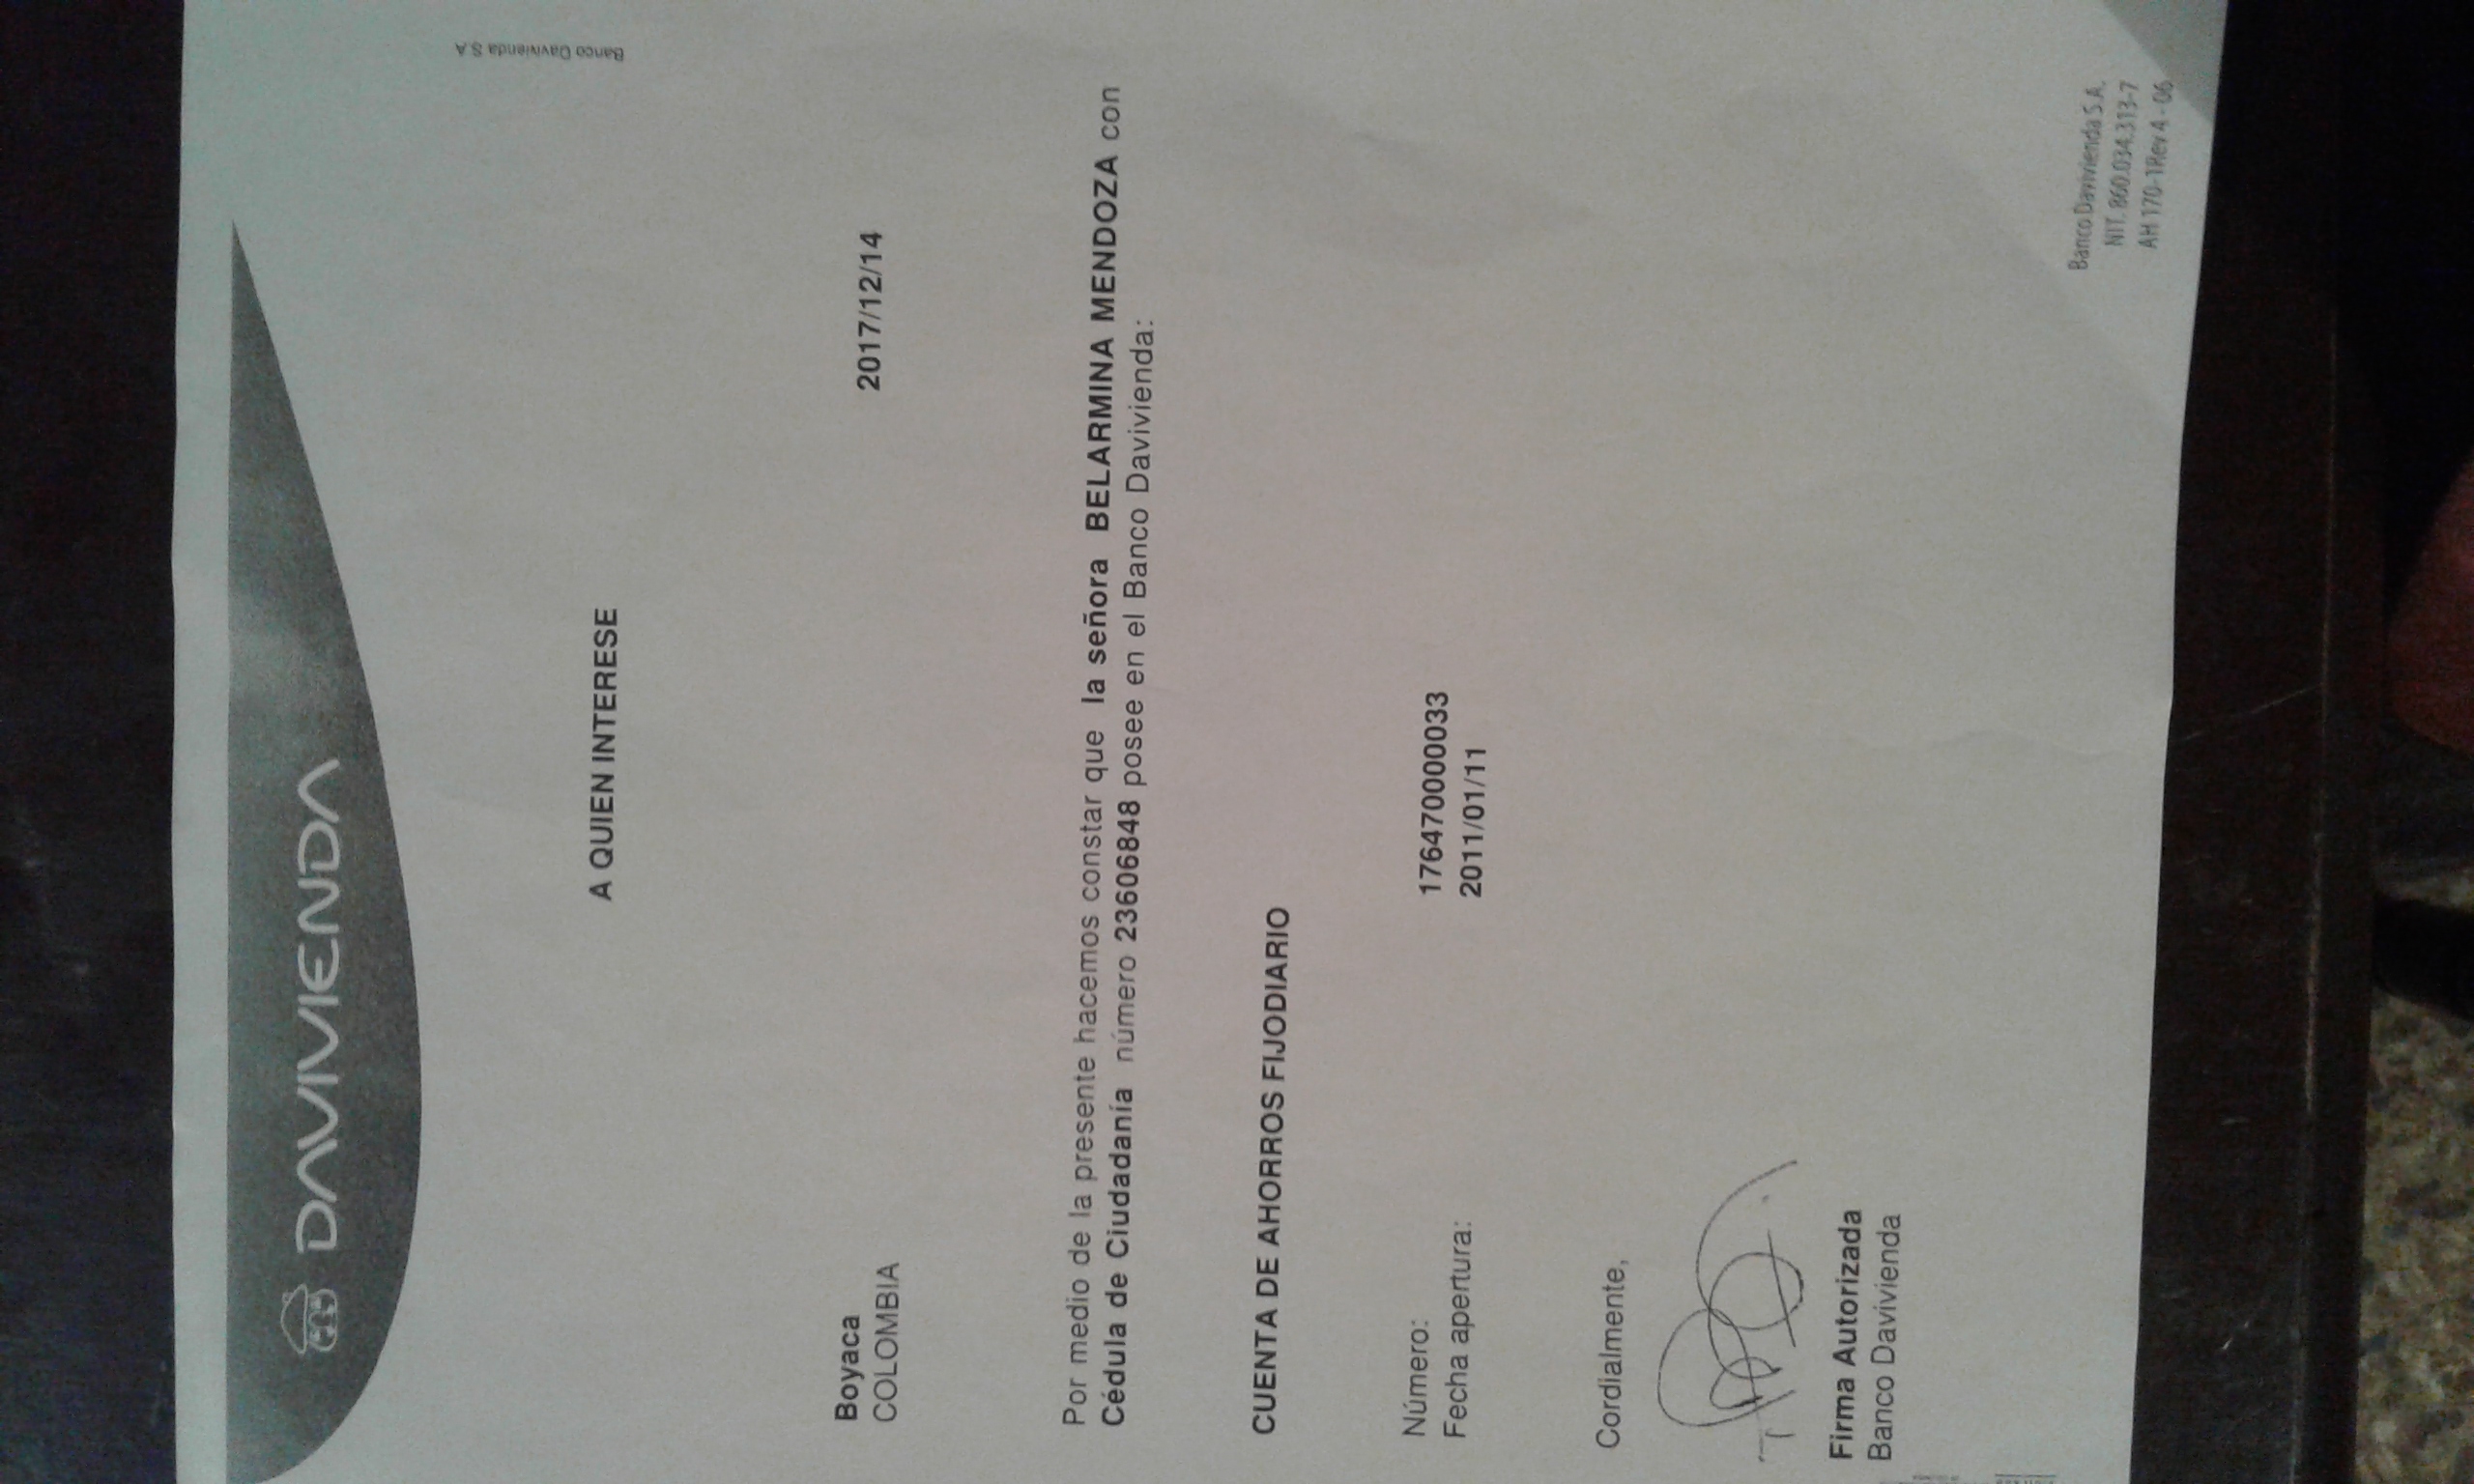 DAVIVIENDA
Banco Davivienda S.A
A QUIEN INTERESE
Boyaca
COLOMBIA
2017/12/14
Por medio de la presente hacemos constar que la señora BELARMINA MENDOZA con
Cédula de Ciudadanía número 23606848 posee en el Banco Davivienda:
CUENTA DE AHORROS FIJODIARIO
Número: 176470000033
Fecha apertura: 2011/01/11
Cordialmente,
Firma Autorizada
Banco Davivienda
Banco Davivienda S.A.
NIT. 860.034.313-7
AH 170-1Rev 4 - 06